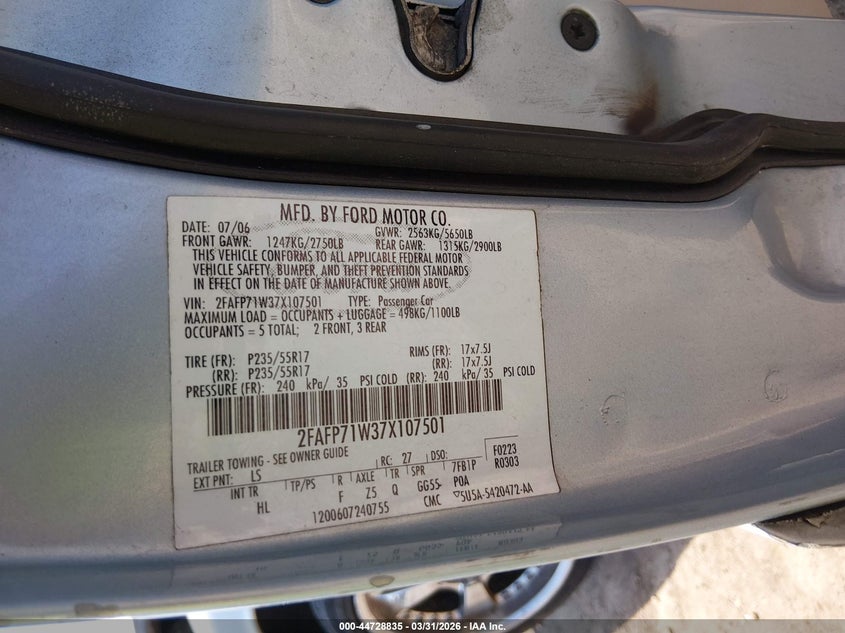 MFD. BY FORD MOTOR CO.
DATE: 07/06 GVWR: 2563KG/5650LB
FRONT GAWR: 1247KG/2750LB REAR GAWR: 1315KG/2900LB
THIS VEHICLE CONFORMS TO ALL APPLICABLE FEDERAL MOTOR
VEHICLE SAFETY, BUMPER, AND THEFT PREVENTION STANDARDS
IN EFFECT ON THE DATE OF MANUFACTURE SHOWN ABOVE.
VIN: 2FAFP71W37X107501 TYPE: Passenger Car
MAXIMUM LOAD = OCCUPANTS + LUGGAGE = 498KG/1100LB
OCCUPANTS = 5 TOTAL; 2 FRONT, 3 REAR
TIRE (FR): P235/55R17 RIMS (FR): 17x7.5J
(RR): P235/55R17 (RR): 17x7.5J
PRESSURE (FR): 240 kPa/ 35 PSI COLD (RR): 240 kPa/ 35 PSI COLD
2FAFP71W37X107501
TRAILER TOWING - SEE OWNER GUIDE F0223
EXT PNT: LS RC: 27 DSO: 7FB1P R0303
INT TR TP/PS R AXLE TR SPR
HL F Z5 Q GG55 POA
1200607240755 CMC ▽SU5A-5420472-AA
000-44728835 - 03/31/2026 - IAA Inc.